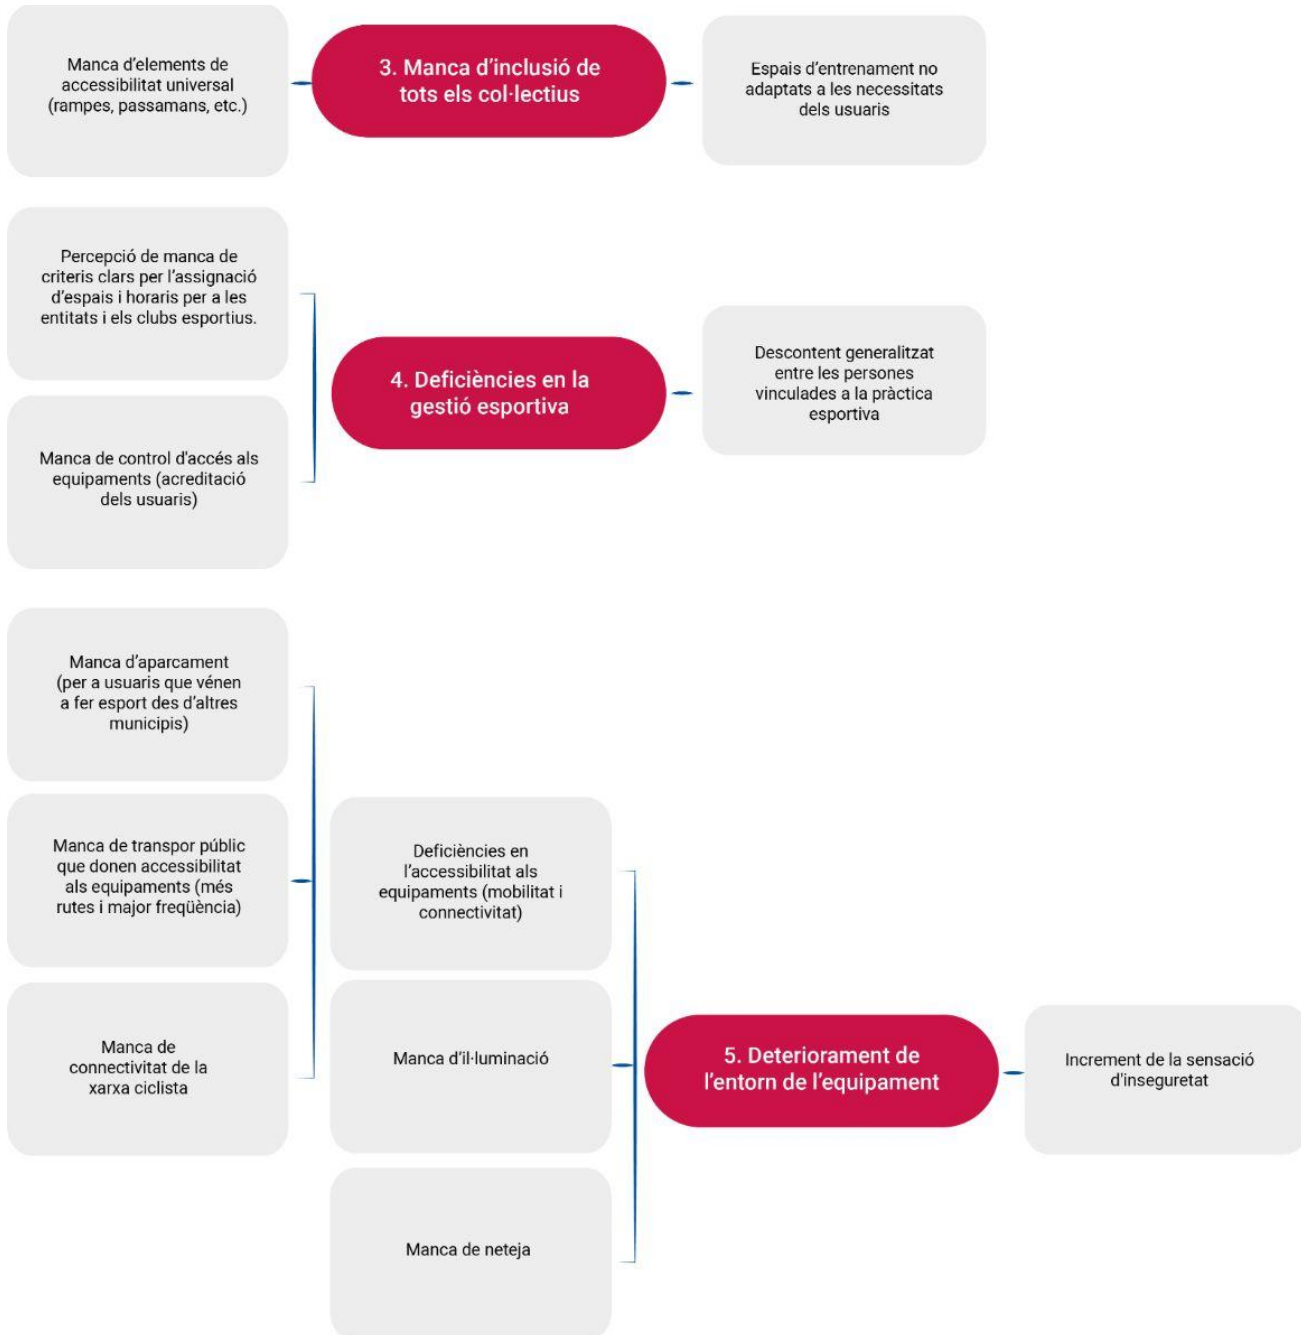 Manca d’elements de
accessibilitat universal
(rampes, passamans, etc.)
3. Manca d’inclusió de
tots els col·lectius
Espais d’entrenament no
adaptats a les necessitats
dels usuaris
Percepció de manca de
criteris clars per l’assignació
d’espais i horaris per a les
entitats i els clubs esportius.
Manca de control d'accés als
equipaments (acreditació
dels usuaris)
4. Deficiències en la
gestió esportiva
Descontent generalitzat
entre les persones
vinculades a la pràctica
esportiva
Manca d’aparcament
(per a usuaris que vénen
a fer esport des d’altres
municipis)
Manca de transpor públic
que donen accessibilitat
als equipaments (més
rutes i major freqüència)
Manca de
connectivitat de la
xarxa ciclista
Deficiències en
l’accessibilitat als
equipaments (mobilitat i
connectivitat)
Manca d’il·luminació
Manca de neteja
5. Deteriorament de
l’entorn de l’equipament
Increment de la sensació
d'inseguretat